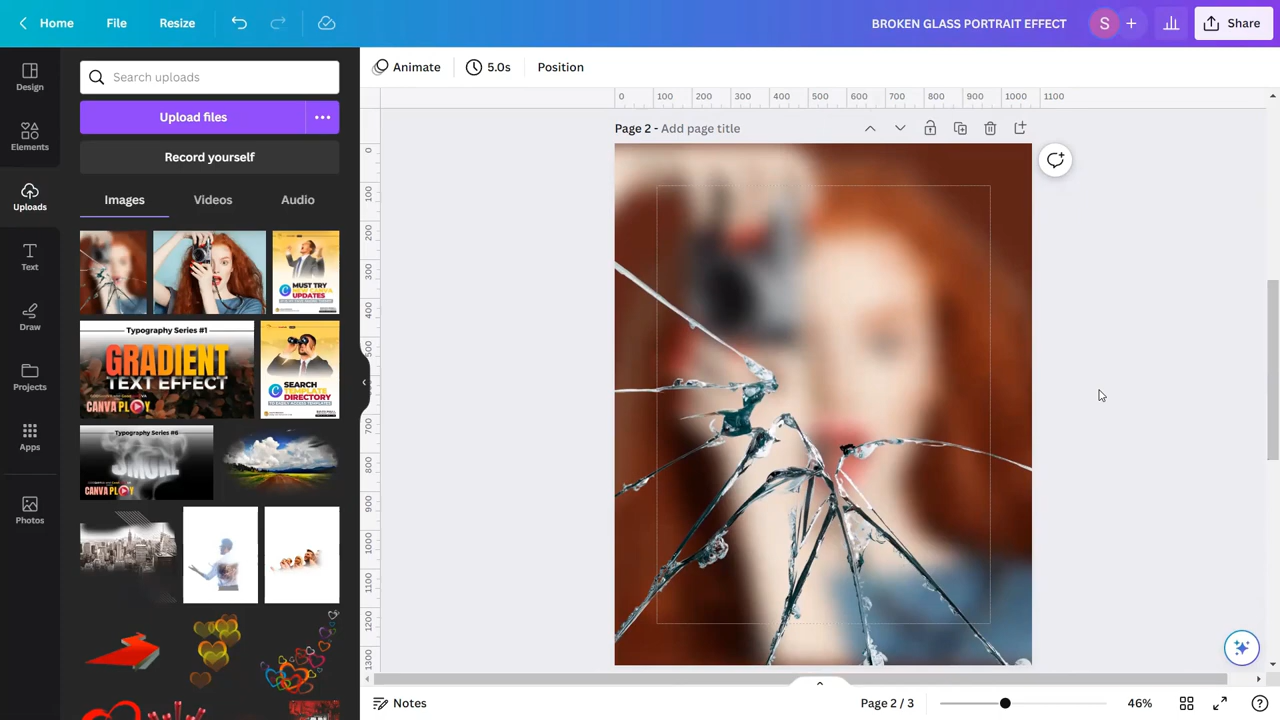 Home File Resize BROKEN GLASS PORTRAIT EFFECT S + Share
Search uploads
Animate 5.0s Position
Upload files ...
Record yourself
Images Videos Audio
Design
Elements
Uploads
Text
Draw
Projects
Apps
Photos
MUST TRY
UPDATES
Typography Series #1
GRADIENT
TEXT EFFECT
CANVA PLAY
SEARCH
TEMPLATE
DIRECTORY
Typography Series #6
SMOKE
CANVA PLAY
0 100 200 300 400 500 600 700 800 900 1000 1100
Page 2 - Add page title
0
100
200
300
400
500
600
700
800
900
1000
1100
1200
1300
Notes Page 2 / 3 46% ?